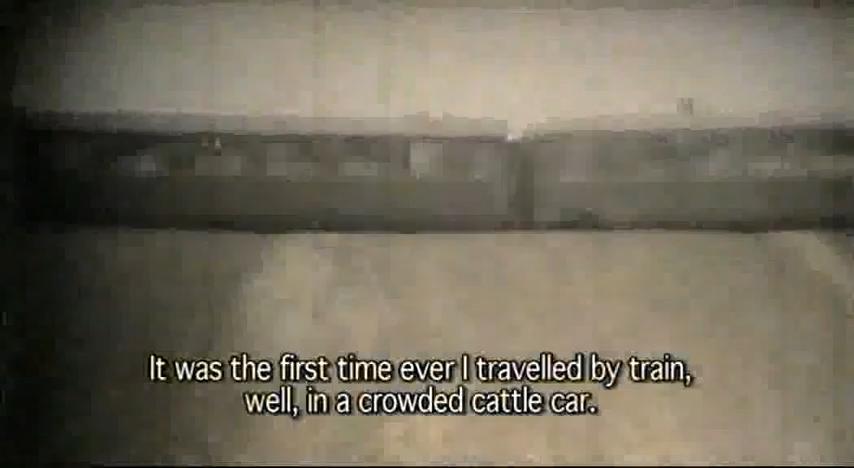 It was the first time ever I travelled by train,
well, in a crowded cattle car.